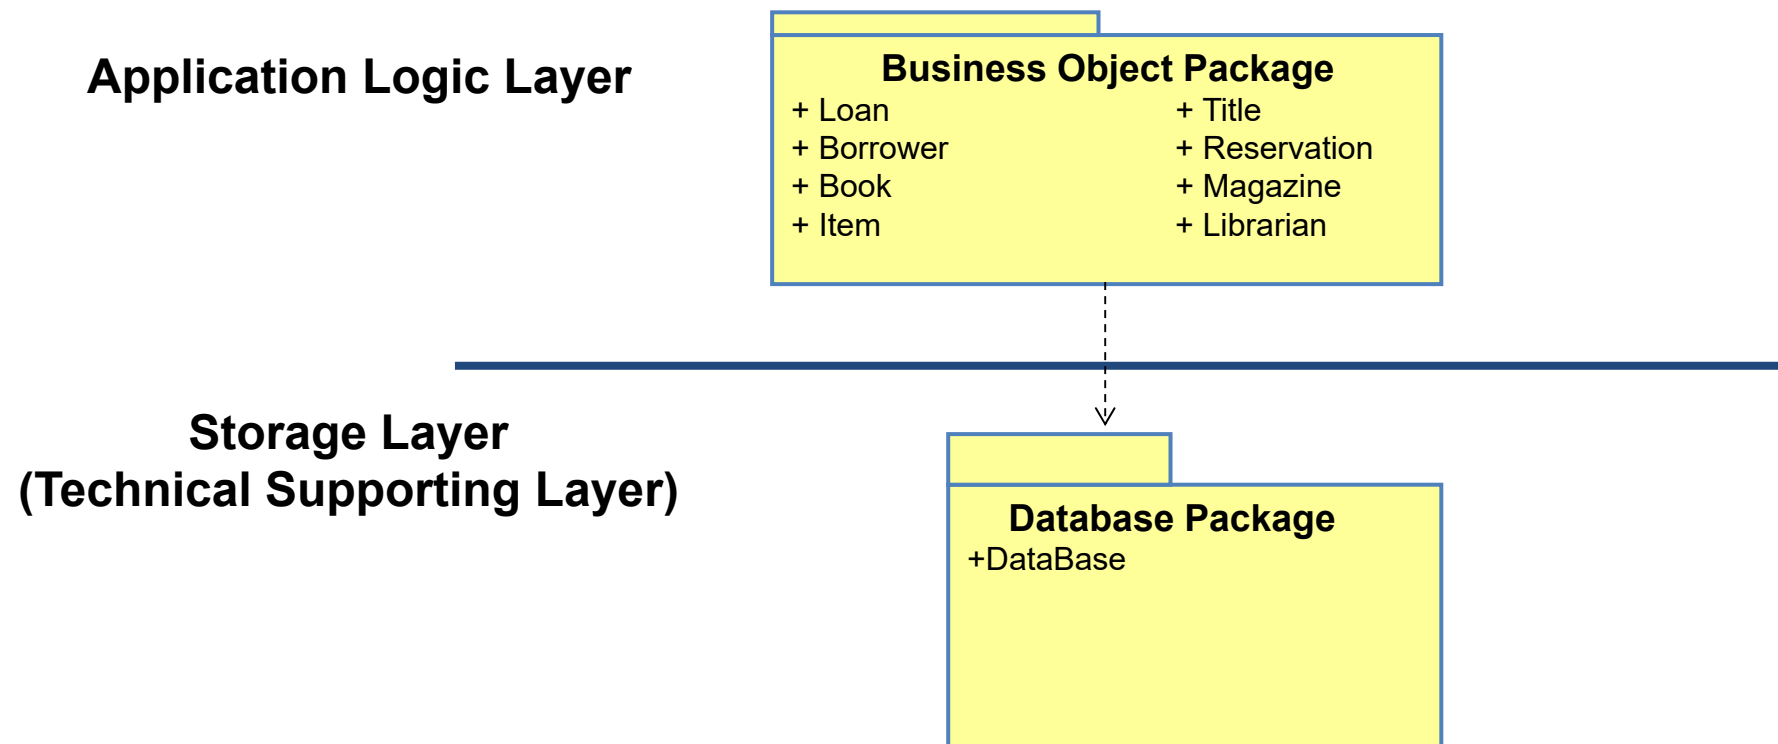 Application Logic Layer
Business Object Package
+ Loan
+ Borrower
+ Book
+ Item
+ Title
+ Reservation
+ Magazine
+ Librarian
Storage Layer
(Technical Supporting Layer)
Database Package
+DataBase